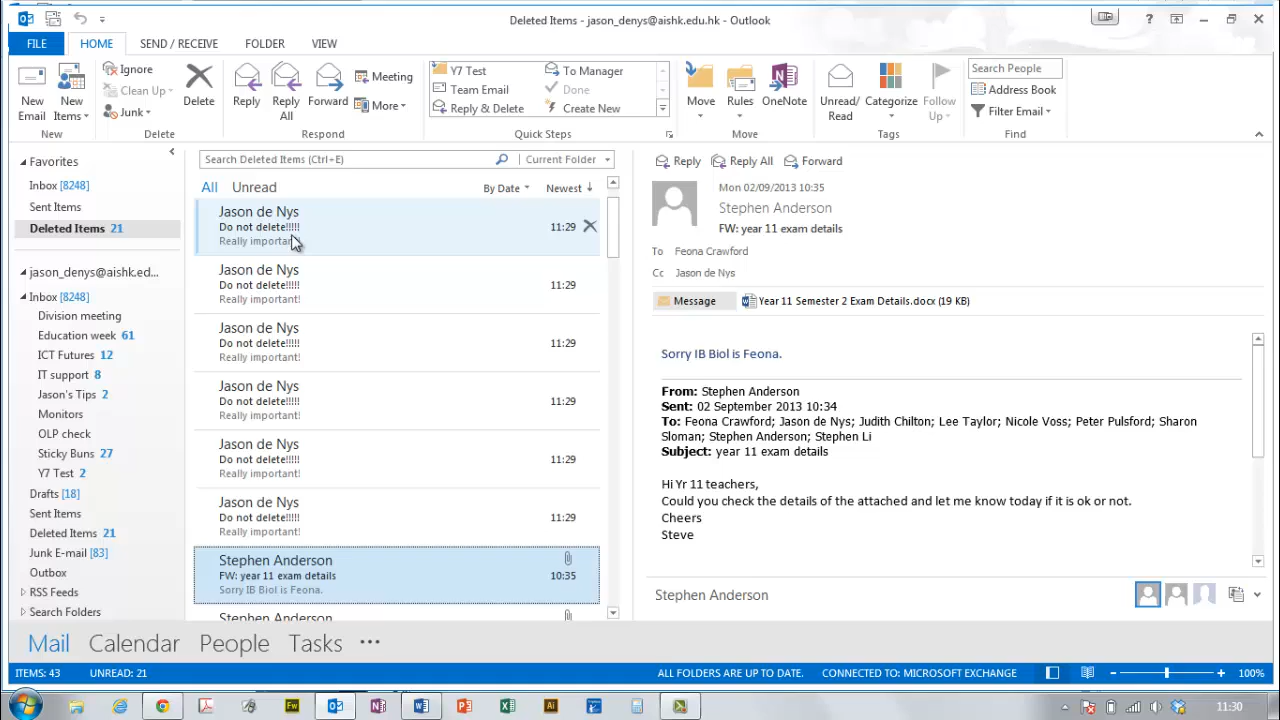 Deleted Items - jason_denys@aishk.edu.hk - Outlook
FILE HOME SEND / RECEIVE FOLDER VIEW
New Email
New Items
Ignore
Clean Up
Junk
Delete
Reply
Reply All
Forward
Meeting
More
Y7 Test
Team Email
Reply & Delete
To Manager
Done
Create New
Move
Rules
OneNote
Unread/ Read
Categorize
Follow Up
Search People
Address Book
Filter Email
New Delete Respond Quick Steps Move Tags Find
Favorites
Inbox [8248]
Sent Items
Deleted Items 21
jason_denys@aishk.ed...
Inbox [8248]
Division meeting
Education week 61
ICT Futures 12
IT support 8
Jason's Tips 2
Monitors
OLP check
Sticky Buns 27
Y7 Test 2
Drafts [18]
Sent Items
Deleted Items 21
Junk E-mail [83]
Outbox
RSS Feeds
Search Folders
Search Deleted Items (Ctrl+E) Current Folder
All Unread By Date Newest
Jason de Nys
Do not delete!!!!! 11:29
Really important
Jason de Nys
Do not delete!!!!! 11:29
Really important!
Jason de Nys
Do not delete!!!!! 11:29
Really important!
Jason de Nys
Do not delete!!!!! 11:29
Really important!
Jason de Nys
Do not delete!!!!! 11:29
Really important!
Jason de Nys
Do not delete!!!!! 11:29
Really important!
Stephen Anderson
FW: year 11 exam details 10:35
Sorry IB Biol is Feona.
Stephen Anderson
Reply Reply All Forward
Mon 02/09/2013 10:35
Stephen Anderson
FW: year 11 exam details
To Feona Crawford
Cc Jason de Nys
Message Year 11 Semester 2 Exam Details.docx (19 KB)
Sorry IB Biol is Feona.
From: Stephen Anderson
Sent: 02 September 2013 10:34
To: Feona Crawford; Jason de Nys; Judith Chilton; Lee Taylor; Nicole Voss; Peter Pulsford; Sharon
Sloman; Stephen Anderson; Stephen Li
Subject: year 11 exam details
Hi Yr 11 teachers,
Could you check the details of the attached and let me know today if it is ok or not.
Cheers
Steve
Stephen Anderson
Mail Calendar People Tasks •••
ITEMS: 43 UNREAD: 21 ALL FOLDERS ARE UP TO DATE. CONNECTED TO: MICROSOFT EXCHANGE 100%
Fw
Ai
11:30